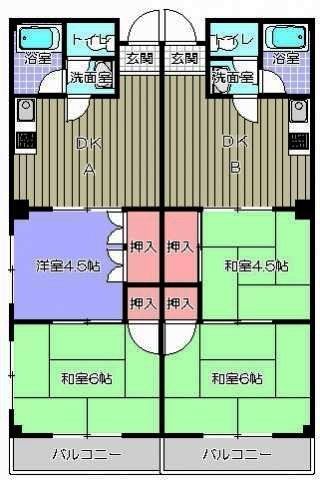 トイレ
トイレ
浴室
玄関
玄関
浴室
洗面室
洗面室
DK
A
DK
B
洋室4.5帖
押入
押入
和室4.5帖
押入
押入
和室6帖
和室6帖
バルコニー
バルコニー